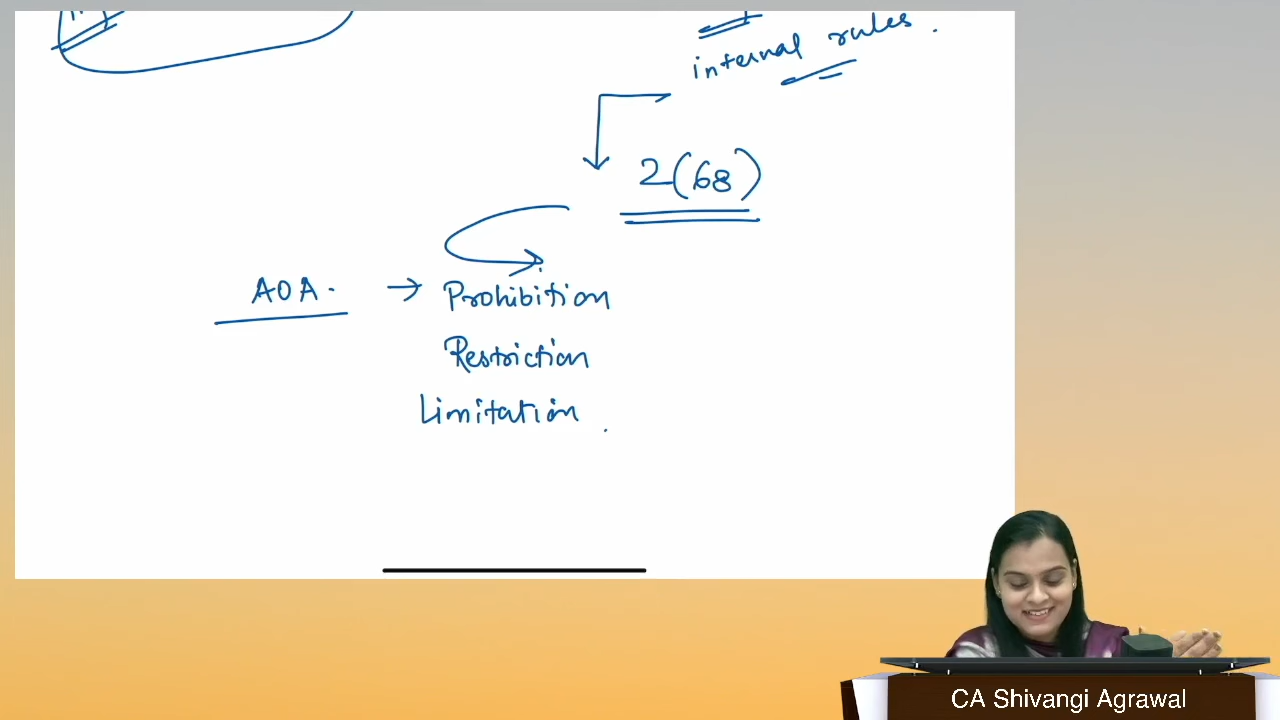 internal rules.
2(68)
AOA. → Prohibition
Restriction
Limitation.
CA Shivangi Agrawal